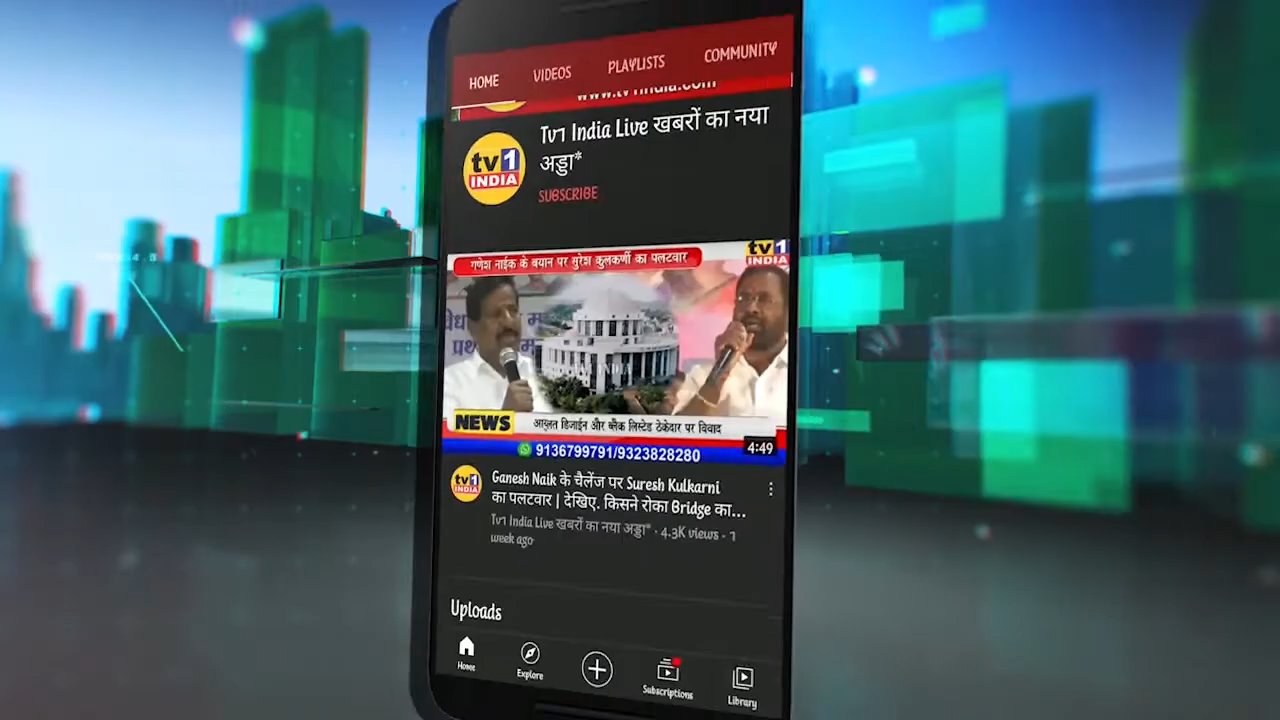 HOME VIDEOS PLAYLISTS COMMUNITY
www.tv1india.com
Tv1 India Live खबरों का नया
अड्डा*
tv1
INDIA
SUBSCRIBE
गणेश नाईक के बयान पर सुरेश कुलकर्णी का पलटवार
tv1
INDIA
NEWS
आयुक्त डिजाईन और ब्लैक लिस्टेड ठेकेदार पर विवाद
9136799791/9323828280
4:49
tv1
INDIA
Ganesh Naik के चैलेंज पर Suresh Kulkarni
का पलटवार | देखिए. किसने रोका Bridge का...
Tv1 India Live खबरों का नया अड्डा* · 4.3K views · 1
week ago
Uploads
Home Explore Subscriptions Library